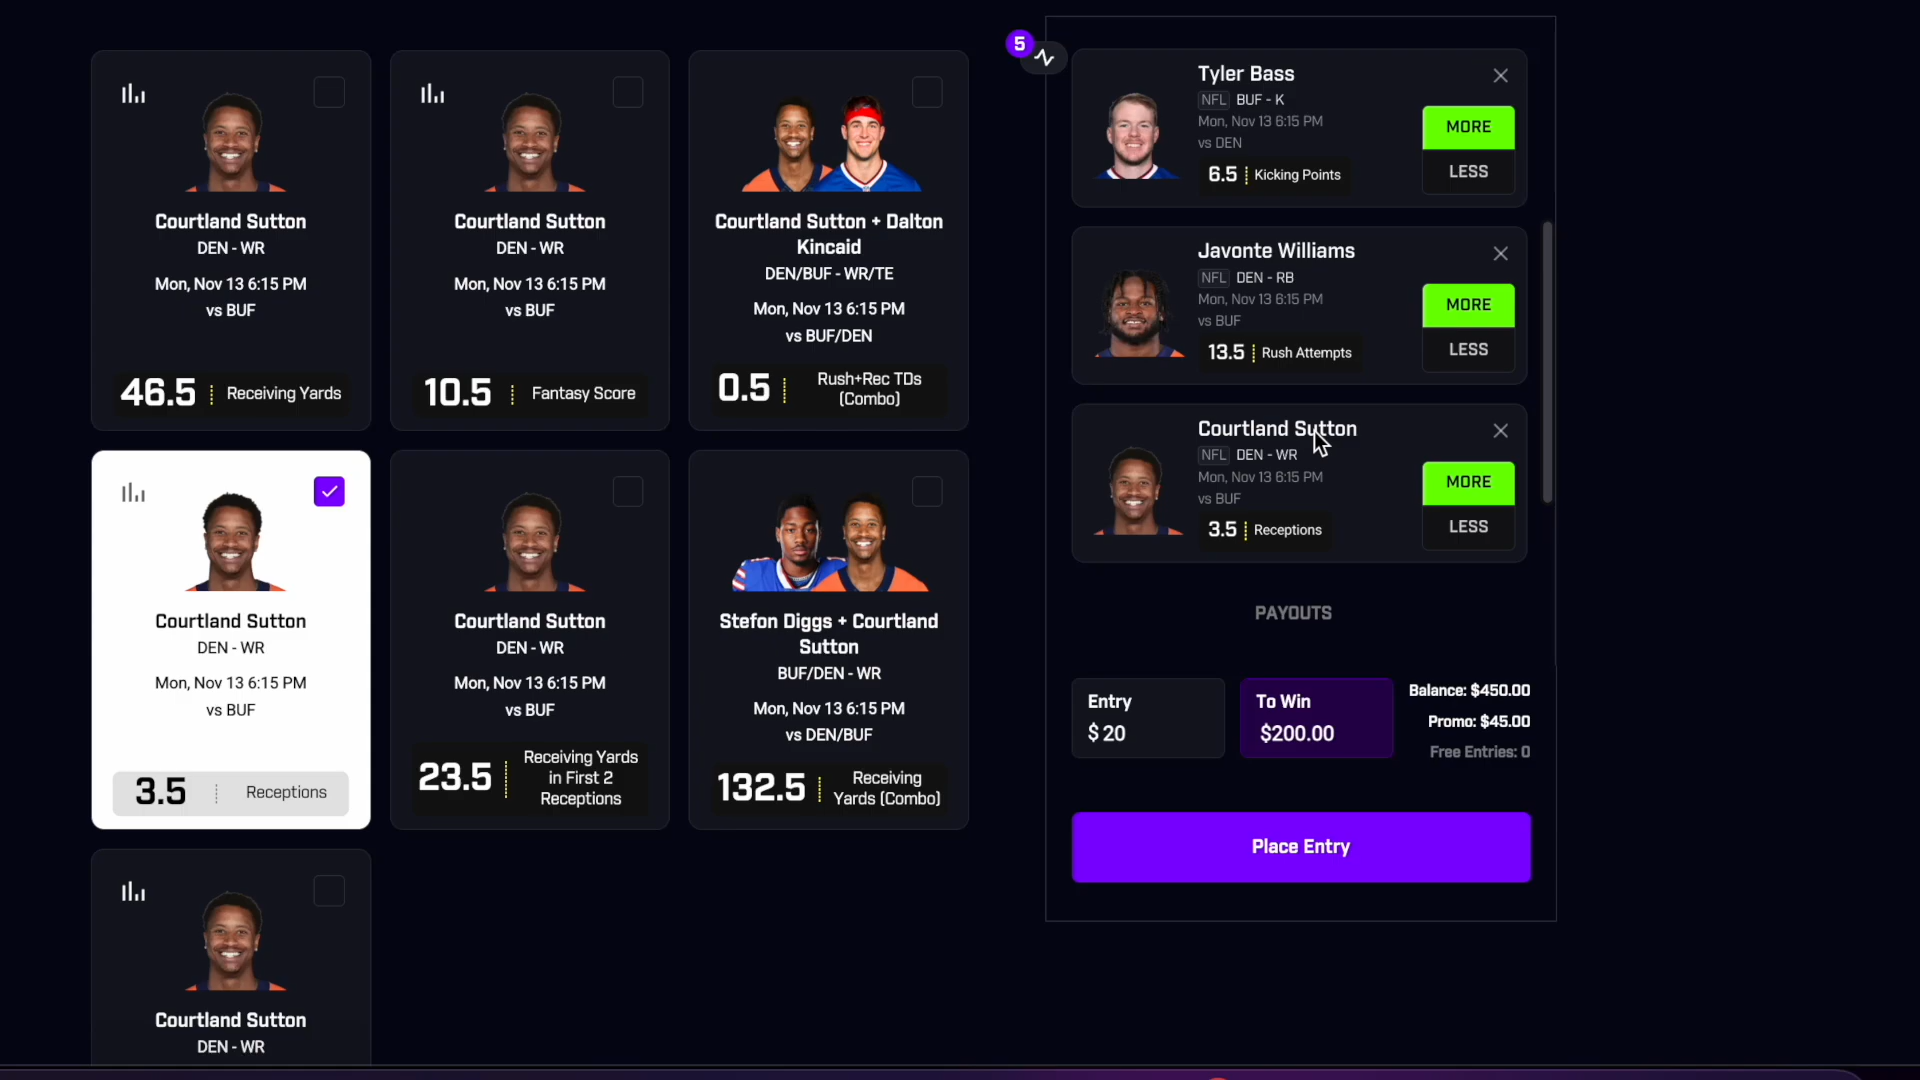 Courtland Sutton
DEN - WR
Mon, Nov 13 6:15 PM
vs BUF
46.5
Receiving Yards
Courtland Sutton
DEN - WR
Mon, Nov 13 6:15 PM
vs BUF
10.5
Fantasy Score
Courtland Sutton + Dalton
Kincaid
DEN/BUF - WR/TE
Mon, Nov 13 6:15 PM
vs BUF/DEN
0.5
Rush+Rec TDs
(Combo)
Courtland Sutton
DEN - WR
Mon, Nov 13 6:15 PM
vs BUF
3.5
Receptions
Courtland Sutton
DEN - WR
Mon, Nov 13 6:15 PM
vs BUF
23.5
Receiving Yards
in First 2
Receptions
Stefon Diggs + Courtland
Sutton
BUF/DEN - WR
Mon, Nov 13 6:15 PM
vs DEN/BUF
132.5
Receiving
Yards (Combo)
Courtland Sutton
DEN - WR
5
Tyler Bass
NFL BUF - K
Mon, Nov 13 6:15 PM
vs DEN
6.5 Kicking Points
MORE
LESS
Javonte Williams
NFL DEN - RB
Mon, Nov 13 6:15 PM
vs BUF
13.5 Rush Attempts
MORE
LESS
Courtland Sutton
NFL DEN - WR
Mon, Nov 13 6:15 PM
vs BUF
3.5 Receptions
MORE
LESS
PAYOUTS
Entry
$ 20
To Win
$200.00
Balance: $450.00
Promo: $45.00
Free Entries: 0
Place Entry